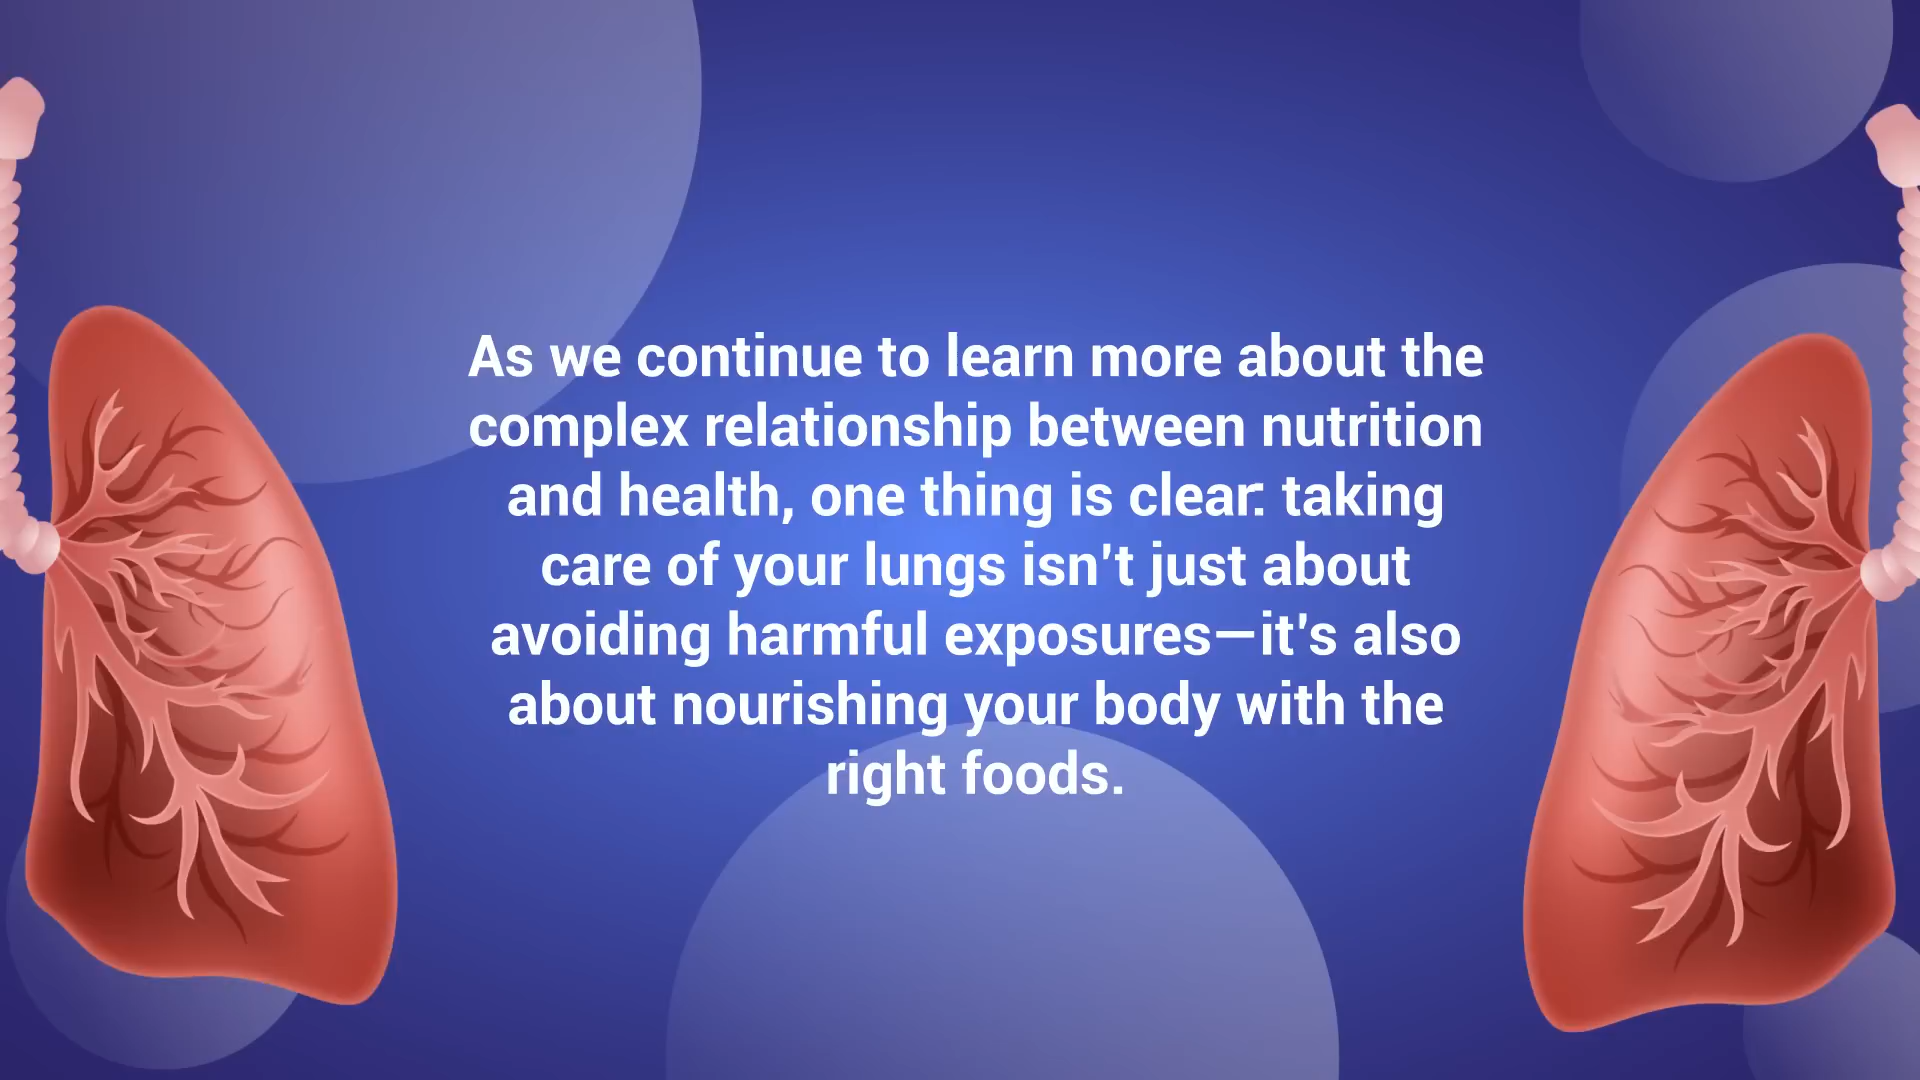 As we continue to learn more about the
complex relationship between nutrition
and health, one thing is clear: taking
care of your lungs isn't just about
avoiding harmful exposures—it's also
about nourishing your body with the
right foods.